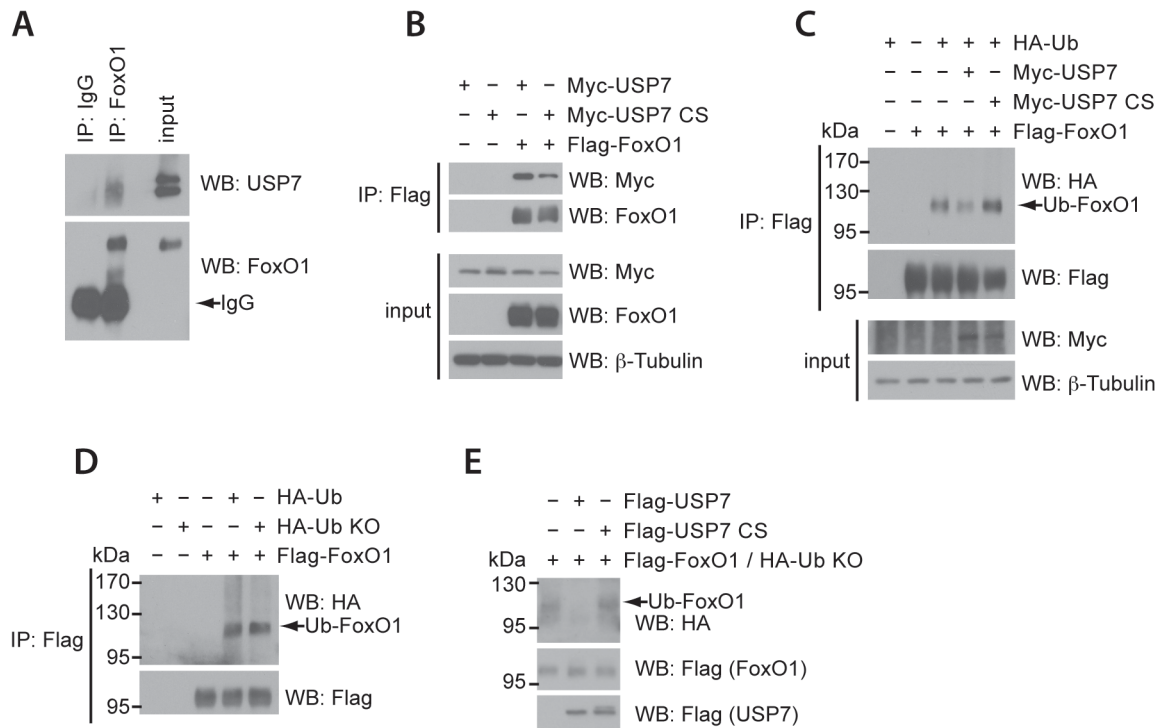 A
IP: IgG
IP: FoxO1
input
WB: USP7
WB: FoxO1
IgG
B
+ – + – Myc-USP7
– + – + Myc-USP7 CS
– – + + Flag-FoxO1
IP: Flag
WB: Myc
WB: FoxO1
input
WB: Myc
WB: FoxO1
WB: β-Tubulin
C
+ – + + + HA-Ub
– – – + – Myc-USP7
– – – – + Myc-USP7 CS
kDa – + + + + Flag-FoxO1
170
130
95
IP: Flag
WB: HA
Ub-FoxO1
95
WB: Flag
input
WB: Myc
WB: β-Tubulin
D
+ – – + – HA-Ub
– + – – + HA-Ub KO
kDa – – + + + Flag-FoxO1
170
130
95
IP: Flag
WB: HA
Ub-FoxO1
95
WB: Flag
E
– + – Flag-USP7
– – + Flag-USP7 CS
kDa + + + Flag-FoxO1 / HA-Ub KO
130
95
Ub-FoxO1
WB: HA
95
WB: Flag (FoxO1)
WB: Flag (USP7)